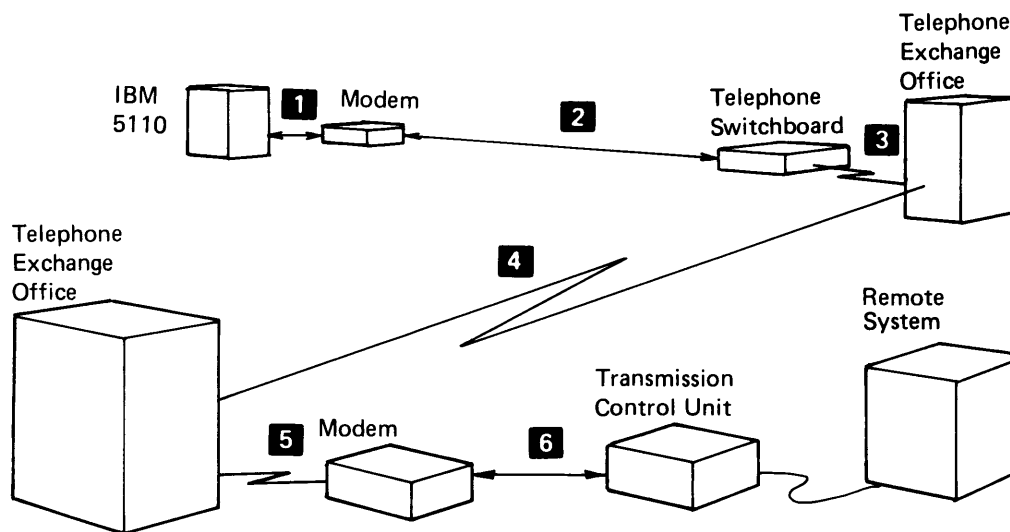 Telephone
Exchange
Office
IBM
5110
1
Modem
2
Telephone
Switchboard
3
Telephone
Exchange
Office
4
Remote
System
Transmission
Control Unit
5
Modem
6